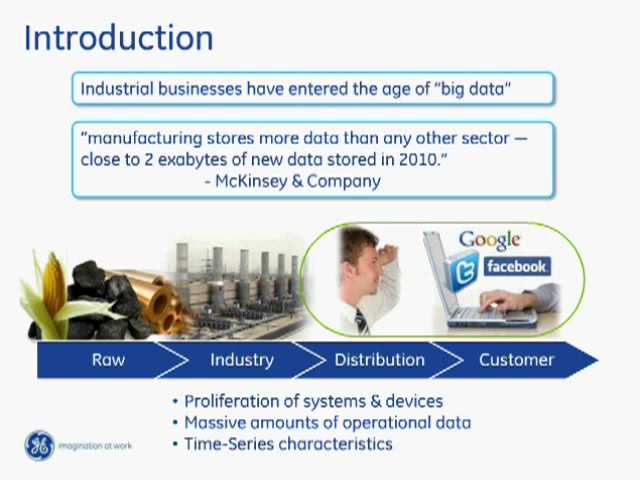 Introduction
Industrial businesses have entered the age of “big data”
“manufacturing stores more data than any other sector —
close to 2 exabytes of new data stored in 2010.”
- McKinsey & Company
Google
facebook
Raw
Industry
Distribution
Customer
• Proliferation of systems & devices
• Massive amounts of operational data
• Time-Series characteristics
GE
imagination at work